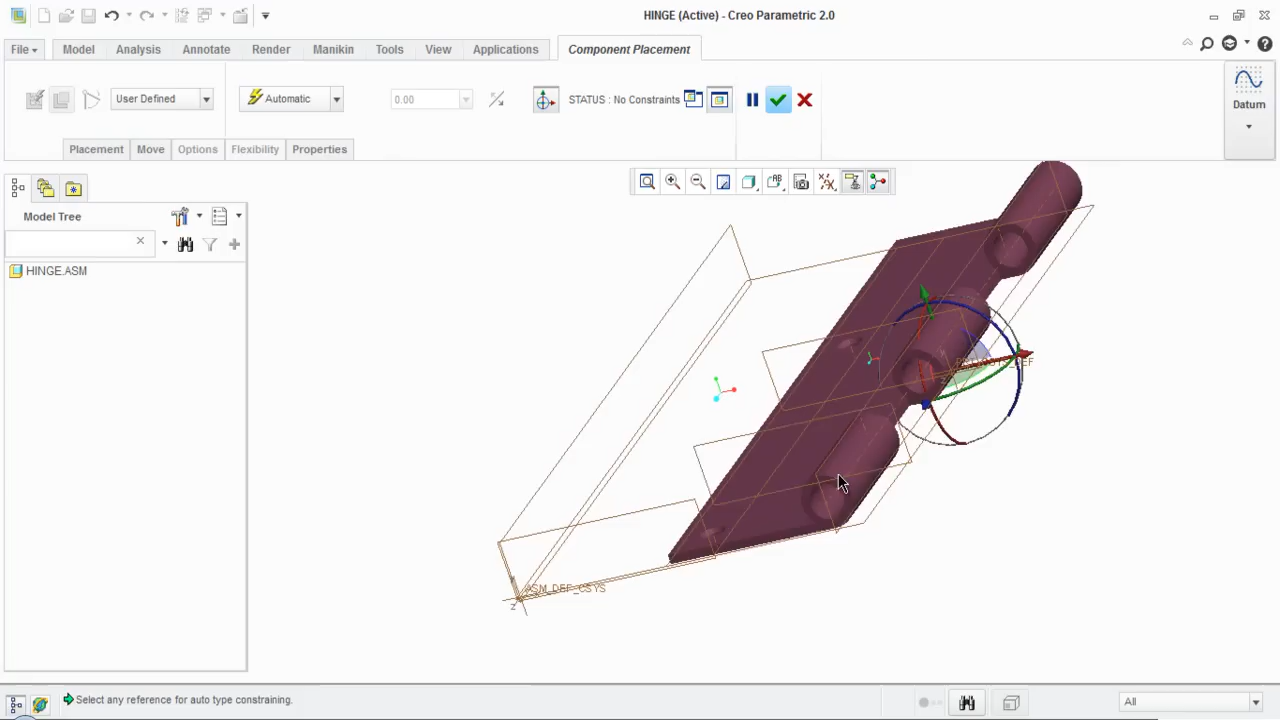 HINGE (Active) - Creo Parametric 2.0
File Model Analysis Annotate Render Manikin Tools View Applications Component Placement
User Defined Automatic 0.00 STATUS : No Constraints Datum
Placement Move Options Flexibility Properties
Model Tree
HINGE.ASM
ASM_DEF_CSYS
Z
Select any reference for auto type constraining.
All